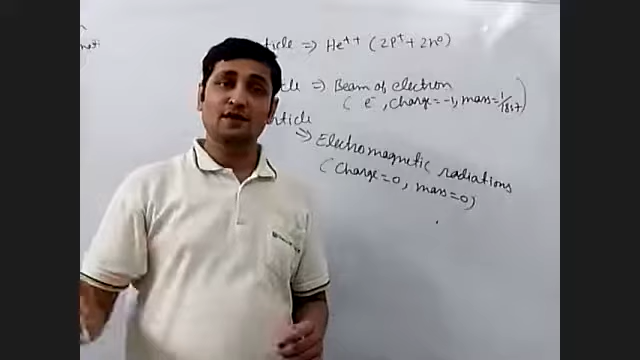 ticle ⇒ He++ (2P+ + 2n0)
cle ⇒ Beam of electron
( e-, charge = -1, mass = 1/1837 )
article
⇒ Electromagnetic radiations
( Charge = 0, mass = 0 )